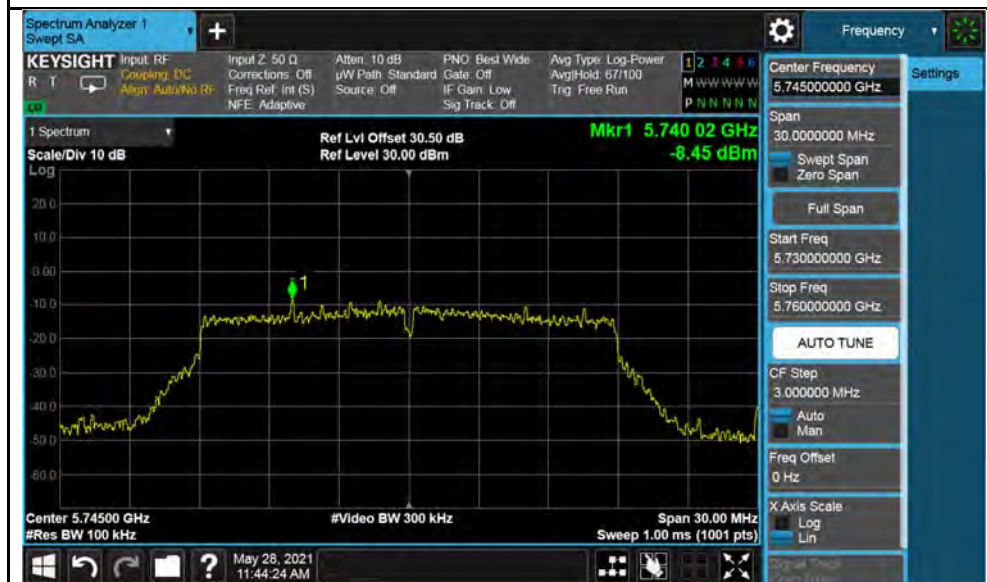 Spectrum Analyzer 1
Swept SA
+
Frequency
KEYSIGHT
R T
Input: RF
Coupling: DC
Align: Auto/No RF
Input Z: 50 Ω
Corrections: Off
Freq Ref: Int (S)
NFE: Adaptive
Atten: 10 dB
µW Path: Standard
Source: Off
PNO: Best Wide
Gate: Off
IF Gain: Low
Sig Track: Off
Avg Type: Log-Power
Avg|Hold: 67/100
Trig: Free Run
1 2 3 4 5 6
M W W W W W
P N N N N N
1 Spectrum
Scale/Div 10 dB
Log
Ref Lvl Offset 30.50 dB
Ref Level 30.00 dBm
Mkr1 5.740 02 GHz
-8.45 dBm
20.0
10.0
0.00
-10.0
-20.0
-30.0
-40.0
-50.0
-60.0
1
Center 5.74500 GHz
#Res BW 100 kHz
#Video BW 300 kHz
Span 30.00 MHz
Sweep 1.00 ms (1001 pts)
?
May 28, 2021
11:44:24 AM
Center Frequency
5.745000000 GHz
Span
30.0000000 MHz
Swept Span
Zero Span
Full Span
Start Freq
5.730000000 GHz
Stop Freq
5.760000000 GHz
AUTO TUNE
CF Step
3.000000 MHz
Auto
Man
Freq Offset
0 Hz
X Axis Scale
Log
Lin
Signal Track
Settings